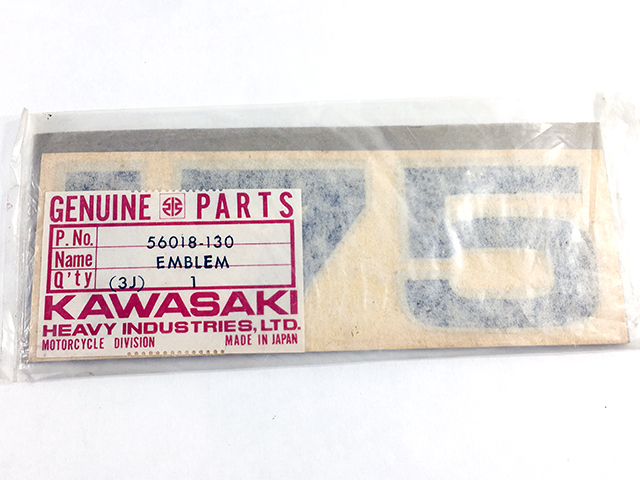 GENUINE PARTS
P. No. 56018-130
Name EMBLEM
Q'ty (3J) 1
KAWASAKI
HEAVY INDUSTRIES, LTD.
MOTORCYCLE DIVISION MADE IN JAPAN
75